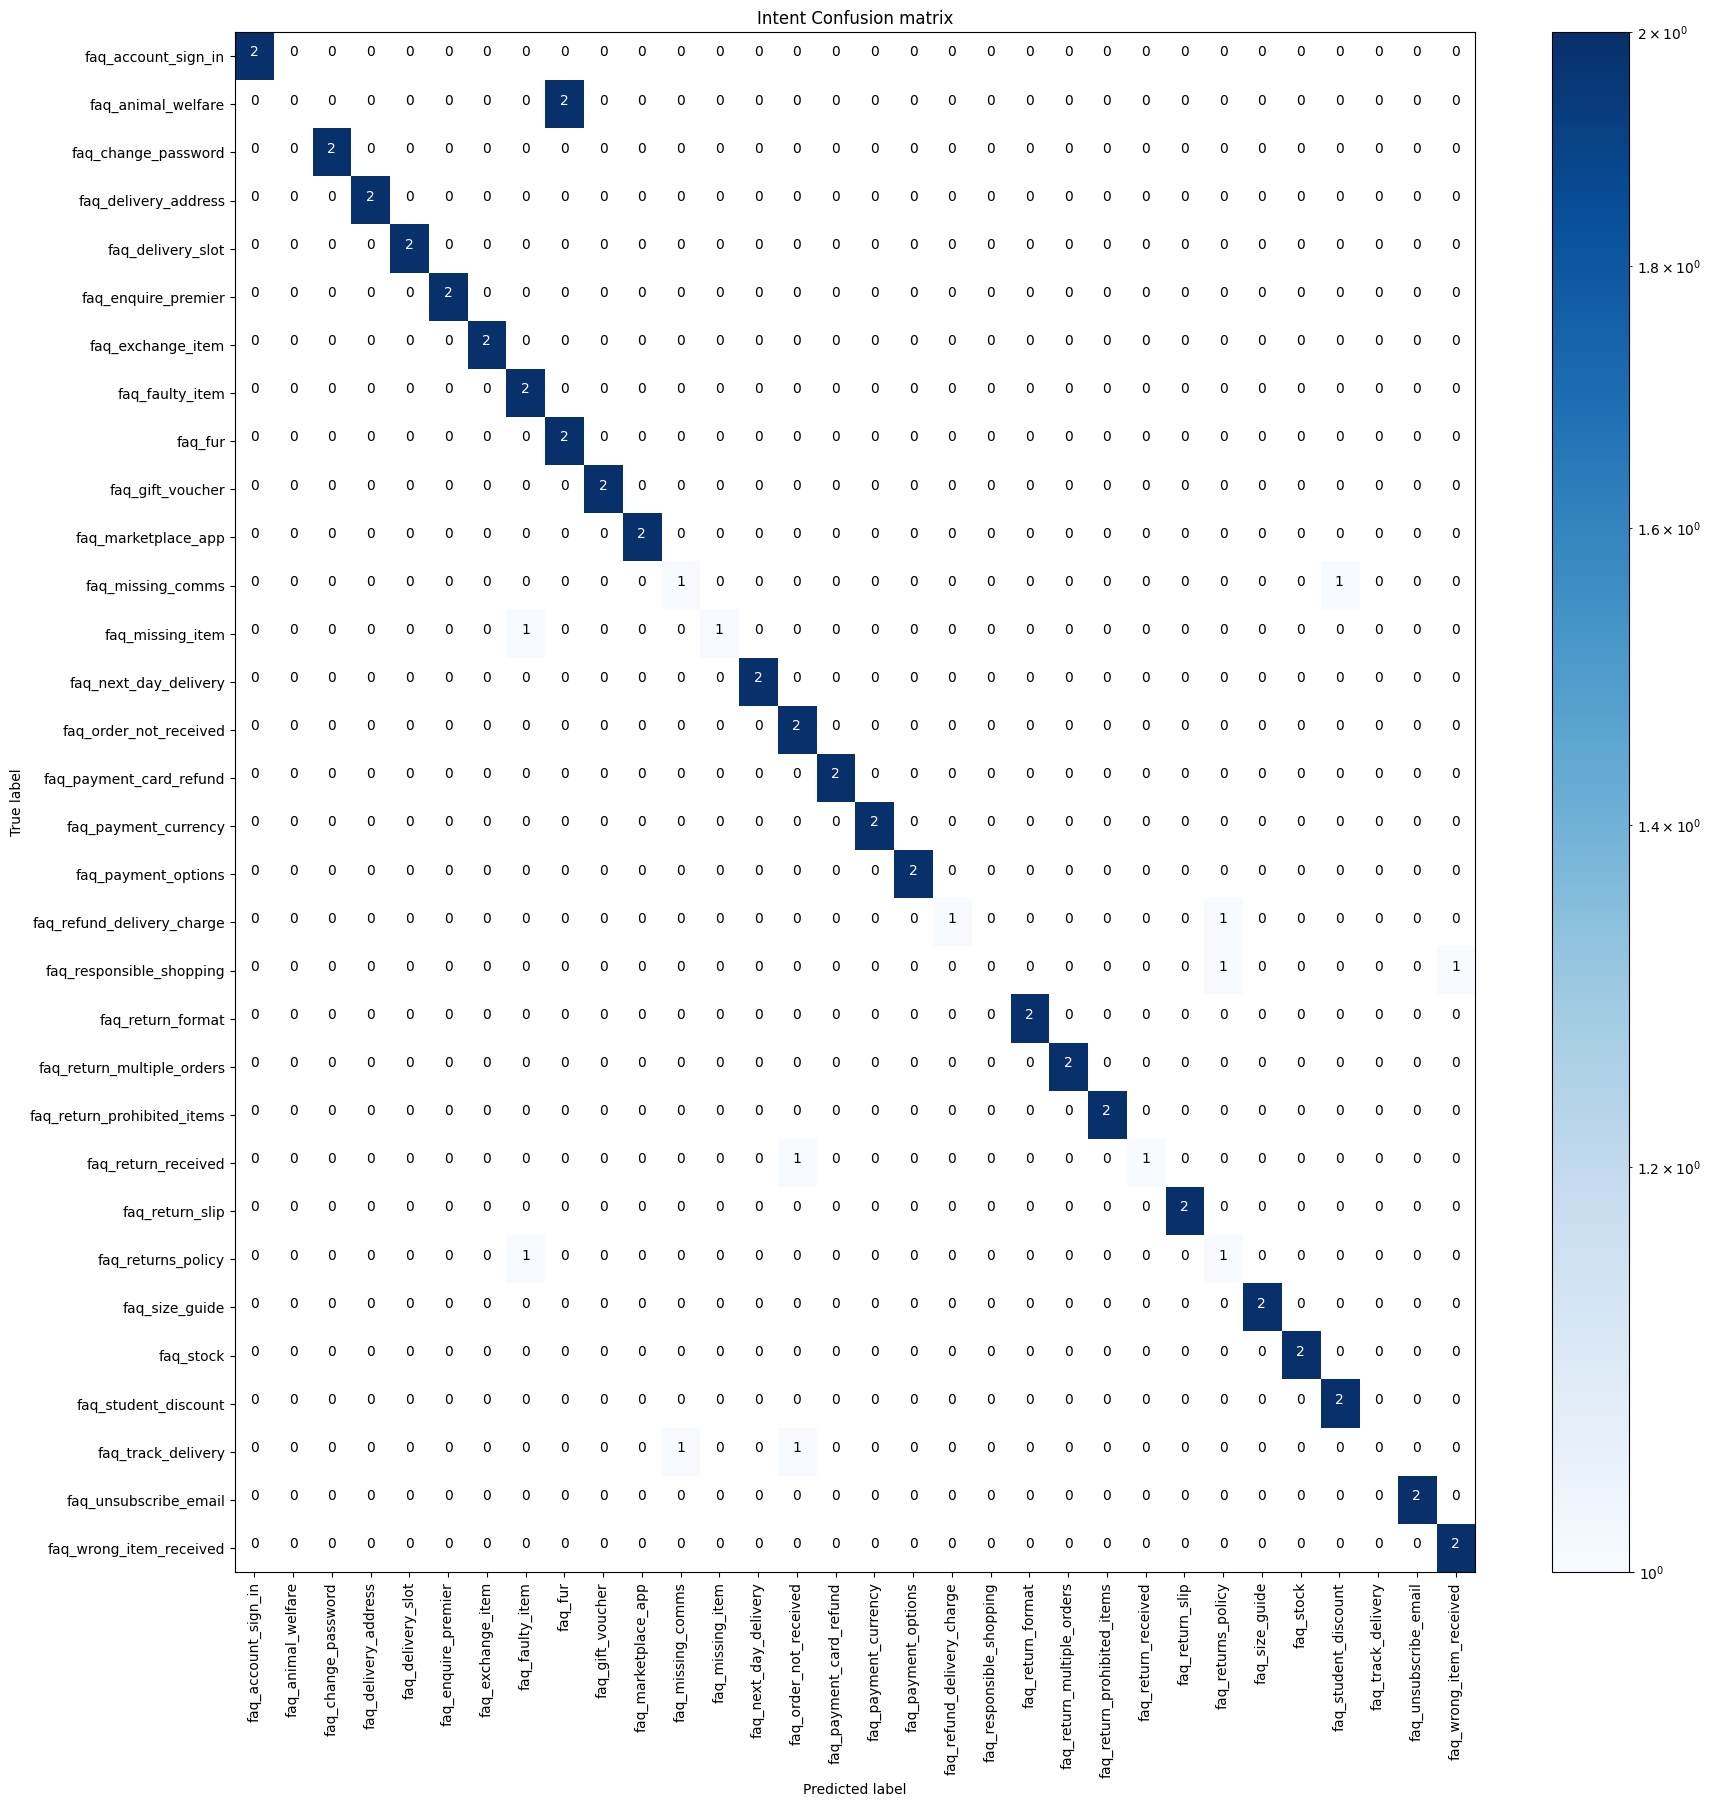 Intent Confusion matrix
faq_account_sign_in 2 0 0 0 0 0 0 0 0 0 0 0 0 0 0 0 0 0 0 0 0 0 0 0 0 0 0 0 0 0 0 0
faq_animal_welfare 0 0 0 0 0 0 0 0 2 0 0 0 0 0 0 0 0 0 0 0 0 0 0 0 0 0 0 0 0 0 0 0
faq_change_password 0 0 2 0 0 0 0 0 0 0 0 0 0 0 0 0 0 0 0 0 0 0 0 0 0 0 0 0 0 0 0 0
faq_delivery_address 0 0 0 2 0 0 0 0 0 0 0 0 0 0 0 0 0 0 0 0 0 0 0 0 0 0 0 0 0 0 0 0
faq_delivery_slot 0 0 0 0 2 0 0 0 0 0 0 0 0 0 0 0 0 0 0 0 0 0 0 0 0 0 0 0 0 0 0 0
faq_enquire_premier 0 0 0 0 0 2 0 0 0 0 0 0 0 0 0 0 0 0 0 0 0 0 0 0 0 0 0 0 0 0 0 0
faq_exchange_item 0 0 0 0 0 0 2 0 0 0 0 0 0 0 0 0 0 0 0 0 0 0 0 0 0 0 0 0 0 0 0 0
faq_faulty_item 0 0 0 0 0 0 0 2 0 0 0 0 0 0 0 0 0 0 0 0 0 0 0 0 0 0 0 0 0 0 0 0
faq_fur 0 0 0 0 0 0 0 0 2 0 0 0 0 0 0 0 0 0 0 0 0 0 0 0 0 0 0 0 0 0 0 0
faq_gift_voucher 0 0 0 0 0 0 0 0 0 2 0 0 0 0 0 0 0 0 0 0 0 0 0 0 0 0 0 0 0 0 0 0
faq_marketplace_app 0 0 0 0 0 0 0 0 0 0 2 0 0 0 0 0 0 0 0 0 0 0 0 0 0 0 0 0 0 0 0 0
faq_missing_comms 0 0 0 0 0 0 0 0 0 0 0 1 0 0 0 0 0 0 0 0 0 0 0 0 0 0 0 0 1 0 0 0
faq_missing_item 0 0 0 0 0 0 0 1 0 0 0 0 1 0 0 0 0 0 0 0 0 0 0 0 0 0 0 0 0 0 0 0
faq_next_day_delivery 0 0 0 0 0 0 0 0 0 0 0 0 0 2 0 0 0 0 0 0 0 0 0 0 0 0 0 0 0 0 0 0
faq_order_not_received 0 0 0 0 0 0 0 0 0 0 0 0 0 0 2 0 0 0 0 0 0 0 0 0 0 0 0 0 0 0 0 0
faq_payment_card_refund 0 0 0 0 0 0 0 0 0 0 0 0 0 0 0 2 0 0 0 0 0 0 0 0 0 0 0 0 0 0 0 0
faq_payment_currency 0 0 0 0 0 0 0 0 0 0 0 0 0 0 0 0 2 0 0 0 0 0 0 0 0 0 0 0 0 0 0 0
faq_payment_options 0 0 0 0 0 0 0 0 0 0 0 0 0 0 0 0 0 2 0 0 0 0 0 0 0 0 0 0 0 0 0 0
faq_refund_delivery_charge 0 0 0 0 0 0 0 0 0 0 0 0 0 0 0 0 0 0 1 0 0 0 0 0 0 1 0 0 0 0 0 0
faq_responsible_shopping 0 0 0 0 0 0 0 0 0 0 0 0 0 0 0 0 0 0 0 0 0 0 0 0 0 1 0 0 0 0 0 1
faq_return_format 0 0 0 0 0 0 0 0 0 0 0 0 0 0 0 0 0 0 0 0 2 0 0 0 0 0 0 0 0 0 0 0
faq_return_multiple_orders 0 0 0 0 0 0 0 0 0 0 0 0 0 0 0 0 0 0 0 0 0 2 0 0 0 0 0 0 0 0 0 0
faq_return_prohibited_items 0 0 0 0 0 0 0 0 0 0 0 0 0 0 0 0 0 0 0 0 0 0 2 0 0 0 0 0 0 0 0 0
faq_return_received 0 0 0 0 0 0 0 0 0 0 0 0 0 0 1 0 0 0 0 0 0 0 0 1 0 0 0 0 0 0 0 0
faq_return_slip 0 0 0 0 0 0 0 0 0 0 0 0 0 0 0 0 0 0 0 0 0 0 0 0 2 0 0 0 0 0 0 0
faq_returns_policy 0 0 0 0 0 0 0 1 0 0 0 0 0 0 0 0 0 0 0 0 0 0 0 0 0 1 0 0 0 0 0 0
faq_size_guide 0 0 0 0 0 0 0 0 0 0 0 0 0 0 0 0 0 0 0 0 0 0 0 0 0 0 2 0 0 0 0 0
faq_stock 0 0 0 0 0 0 0 0 0 0 0 0 0 0 0 0 0 0 0 0 0 0 0 0 0 0 0 2 0 0 0 0
faq_student_discount 0 0 0 0 0 0 0 0 0 0 0 0 0 0 0 0 0 0 0 0 0 0 0 0 0 0 0 0 2 0 0 0
faq_track_delivery 0 0 0 0 0 0 0 0 0 0 0 1 0 0 1 0 0 0 0 0 0 0 0 0 0 0 0 0 0 0 0 0
faq_unsubscribe_email 0 0 0 0 0 0 0 0 0 0 0 0 0 0 0 0 0 0 0 0 0 0 0 0 0 0 0 0 0 0 2 0
faq_wrong_item_received 0 0 0 0 0 0 0 0 0 0 0 0 0 0 0 0 0 0 0 0 0 0 0 0 0 0 0 0 0 0 0 2
True label
faq_account_sign_in
faq_animal_welfare
faq_change_password
faq_delivery_address
faq_delivery_slot
faq_enquire_premier
faq_exchange_item
faq_faulty_item
faq_fur
faq_gift_voucher
faq_marketplace_app
faq_missing_comms
faq_missing_item
faq_next_day_delivery
faq_order_not_received
faq_payment_card_refund
faq_payment_currency
faq_payment_options
faq_refund_delivery_charge
faq_responsible_shopping
faq_return_format
faq_return_multiple_orders
faq_return_prohibited_items
faq_return_received
faq_return_slip
faq_returns_policy
faq_size_guide
faq_stock
faq_student_discount
faq_track_delivery
faq_unsubscribe_email
faq_wrong_item_received
Predicted label
2 × 10⁰
1.8 × 10⁰
1.6 × 10⁰
1.4 × 10⁰
1.2 × 10⁰
10⁰